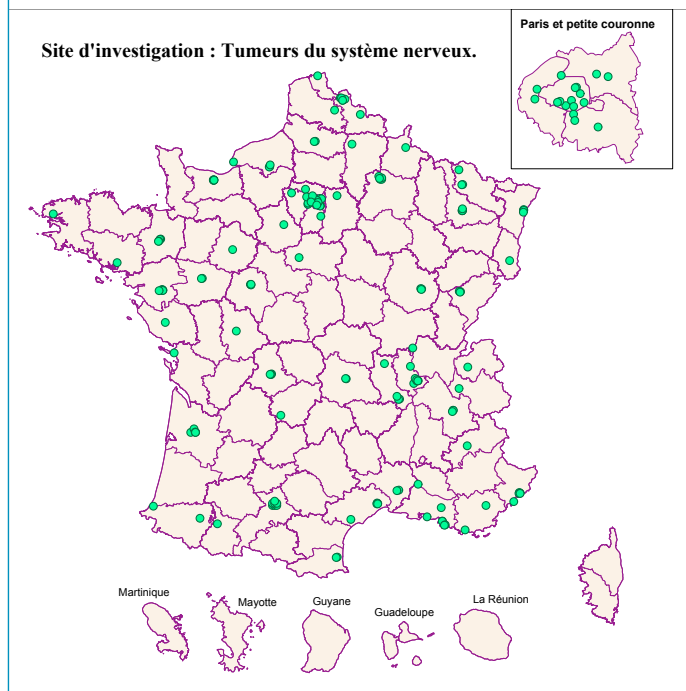 Paris et petite couronne
Site d'investigation : Tumeurs du système nerveux.
Martinique
Mayotte
Guyane
Guadeloupe
La Réunion